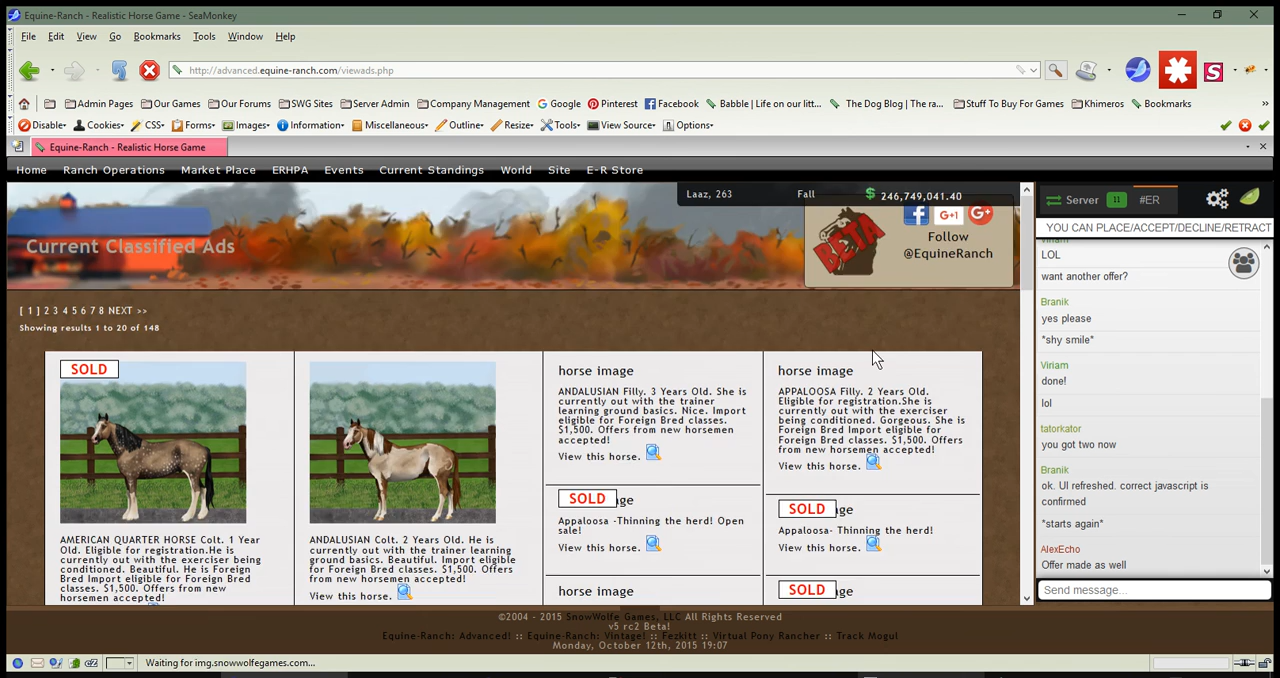 Equine-Ranch - Realistic Horse Game - SeaMonkey
File Edit View Go Bookmarks Tools Window Help
http://advanced.equine-ranch.com/viewads.php
Admin Pages Our Games Our Forums SWG Sites Server Admin Company Management Google Pinterest Facebook Babble | Life on our litt... The Dog Blog | The ra... Stuff To Buy For Games Khimeros Bookmarks
Disable Cookies CSS Forms Images Information Miscellaneous Outline Resize Tools View Source Options
Equine-Ranch - Realistic Horse Game
Home Ranch Operations Market Place ERHPA Events Current Standings World Site E-R Store
Laaz, 263 Fall $ 246,749,041.40
Current Classified Ads
BETA
G+1
Follow
@EquineRanch
[ 1 ] 2 3 4 5 6 7 8 NEXT >>
Showing results 1 to 20 of 148
SOLD
AMERICAN QUARTER HORSE Colt. 1 Year
Old. Eligible for registration.He is
currently out with the exerciser being
conditioned. Beautiful. He is Foreign
Bred Import eligible for Foreign Bred
classes. $1,500. Offers from new
horsemen accepted!
ANDALUSIAN Colt. 2 Years Old. He is
currently out with the trainer learning
ground basics. Beautiful. Import eligible
for Foreign Bred classes. $1,500. Offers
from new horsemen accepted!
View this horse.
horse image
ANDALUSIAN Filly. 3 Years Old. She is
currently out with the trainer
learning ground basics. Nice. Import
eligible for Foreign Bred classes.
$1,500. Offers from new horsemen
accepted!
View this horse.
SOLD
Appaloosa -Thinning the herd! Open
sale!
View this horse.
horse image
horse image
APPALOOSA Filly. 2 Years Old.
Eligible for registration.She is
currently out with the exerciser
being conditioned. Gorgeous. She is
Foreign Bred Import eligible for
Foreign Bred classes. $1,500. Offers
from new horsemen accepted!
View this horse.
SOLD
Appaloosa- Thinning the herd!
View this horse.
SOLD
Server 11 #ER
YOU CAN PLACE/ACCEPT/DECLINE/RETRACT
Viriam
LOL
want another offer?
Branik
yes please
*shy smile*
Viriam
done!
lol
tatorkator
you got two now
Branik
ok. UI refreshed. correct javascript is
confirmed
*starts again*
AlexEcho
Offer made as well
Send message...
©2004 - 2015 SnowWolfe Games, LLC All Rights Reserved
v5 rc2 Beta!
Equine-Ranch: Advanced! :: Equine-Ranch: Vintage! :: Fezkitt :: Virtual Pony Rancher :: Track Mogul
Monday, October 12th, 2015 19:07
Waiting for img.snowwolfegames.com...